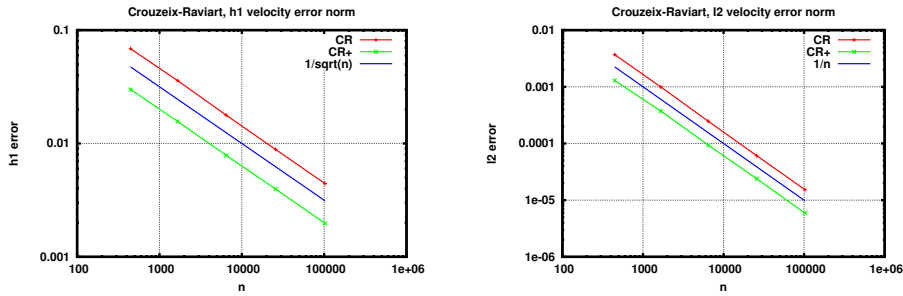 Crouzeix-Raviart, h1 velocity error norm
0.1
0.01
0.001
h1 error
CR
CR+
1/sqrt(n)
100
1000
10000
100000
1e+06
n
Crouzeix-Raviart, l2 velocity error norm
0.01
0.001
0.0001
1e-05
1e-06
l2 error
CR
CR+
1/n
100
1000
10000
100000
1e+06
n